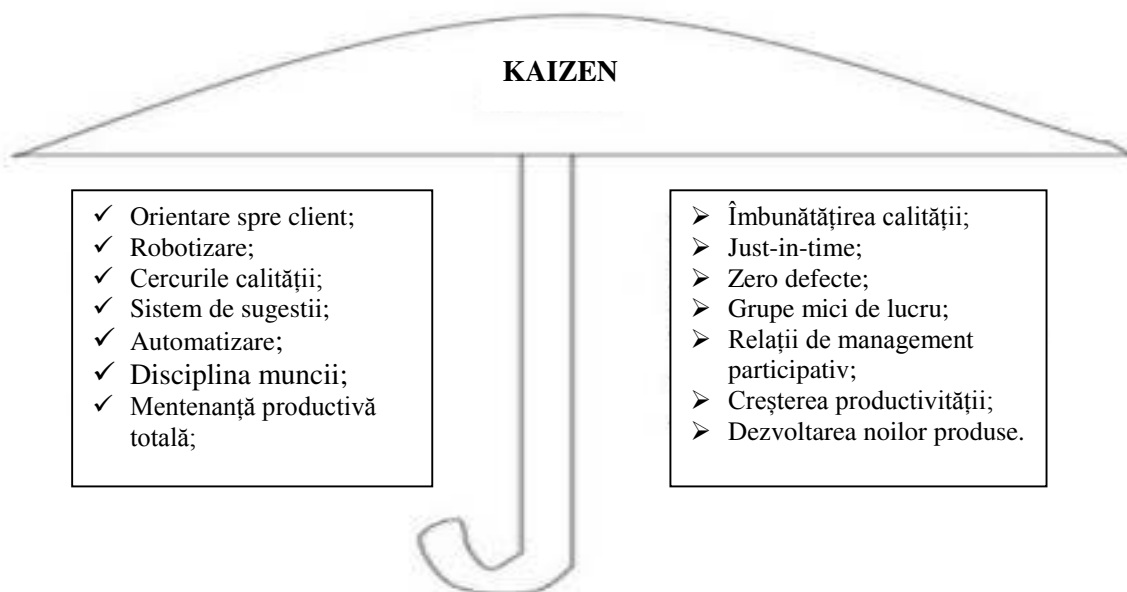 KAIZEN
✓ Orientare spre client;
✓ Robotizare;
✓ Cercurile calității;
✓ Sistem de sugestii;
✓ Automatizare;
✓ Disciplina muncii;
✓ Mentenanță productivă
totală;
➢ Îmbunătățirea calității;
➢ Just-in-time;
➢ Zero defecte;
➢ Grupe mici de lucru;
➢ Relații de management
participativ;
➢ Creșterea productivității;
➢ Dezvoltarea noilor produse.